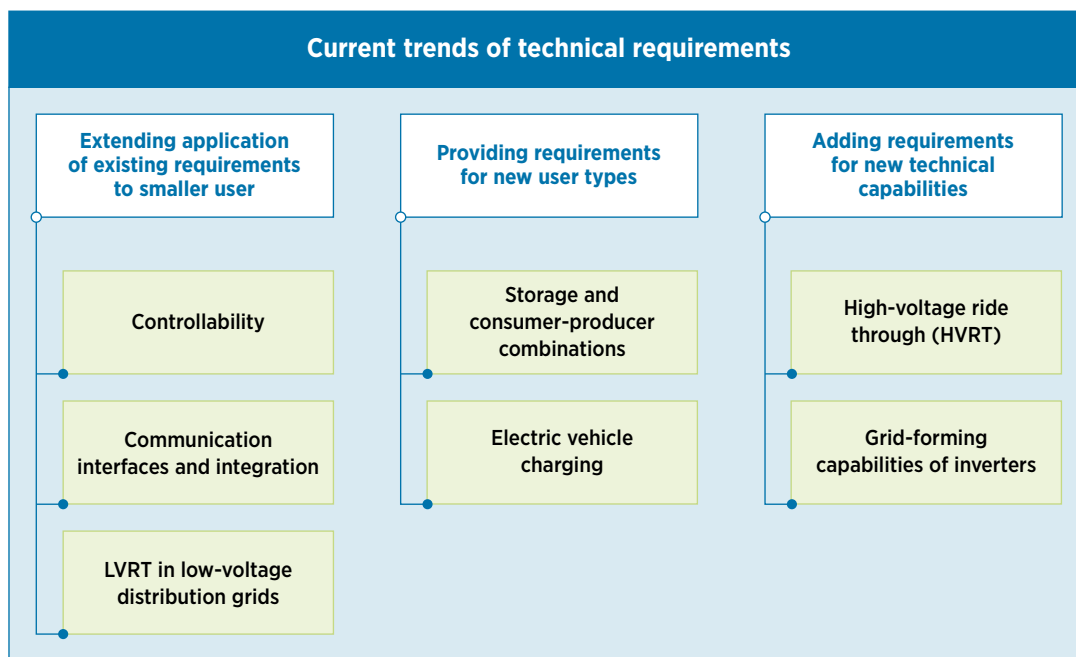 Current trends of technical requirements
Extending application
of existing requirements
to smaller user
Controllability
Communication
interfaces and integration
LVRT in low-voltage
distribution grids
Providing requirements
for new user types
Storage and
consumer-producer
combinations
Electric vehicle
charging
Adding requirements
for new technical
capabilities
High-voltage ride
through (HVRT)
Grid-forming
capabilities of inverters